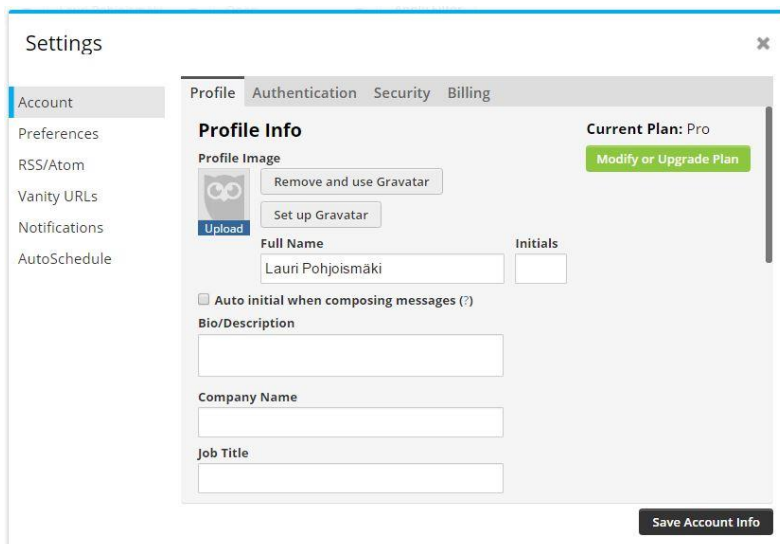 Settings
Account
Preferences
RSS/Atom
Vanity URLs
Notifications
AutoSchedule
Profile Authentication Security Billing
Profile Info
Current Plan: Pro
Modify or Upgrade Plan
Profile Image
Remove and use Gravatar
Set up Gravatar
Upload
Full Name Initials
Lauri Pohjoismäki
Auto initial when composing messages (?)
Bio/Description
Company Name
Job Title
Save Account Info